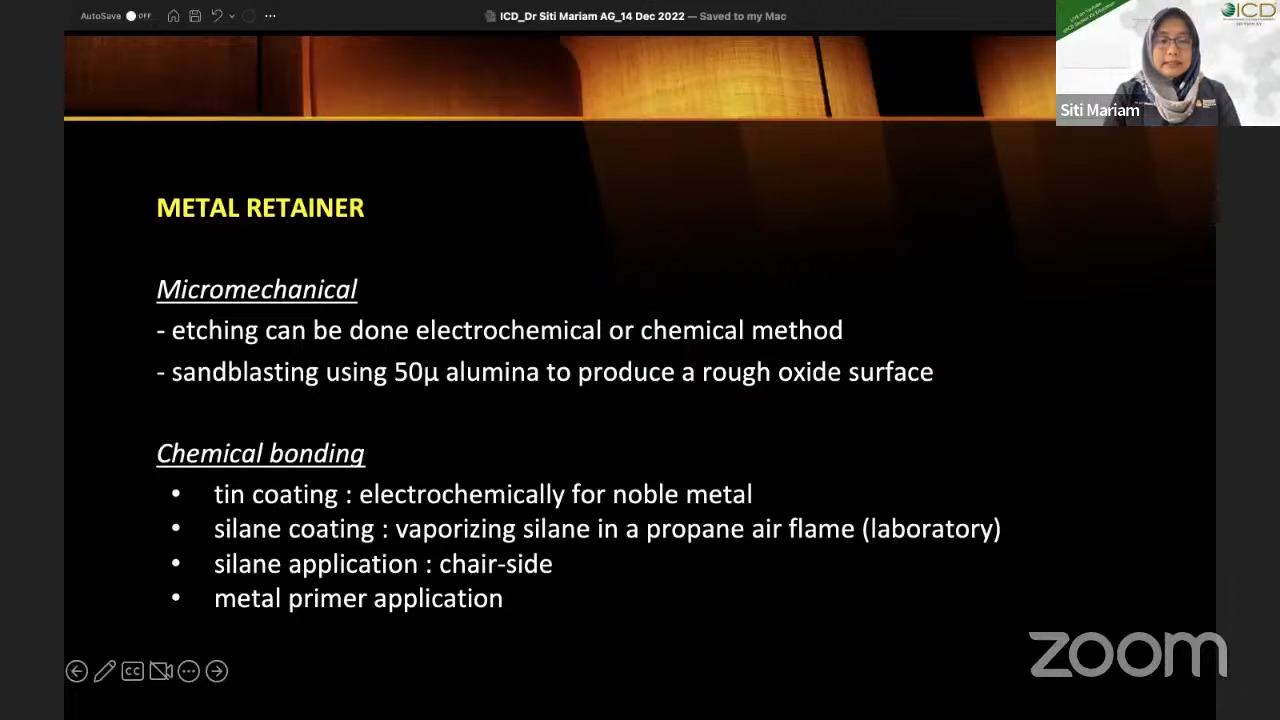 AutoSave OFF
ICD_Dr Siti Mariam AG_14 Dec 2022 — Saved to my Mac
ICD
Siti Mariam
METAL RETAINER
Micromechanical
- etching can be done electrochemical or chemical method
- sandblasting using 50µ alumina to produce a rough oxide surface
Chemical bonding
• tin coating : electrochemically for noble metal
• silane coating : vaporizing silane in a propane air flame (laboratory)
• silane application : chair-side
• metal primer application
CC
zoom